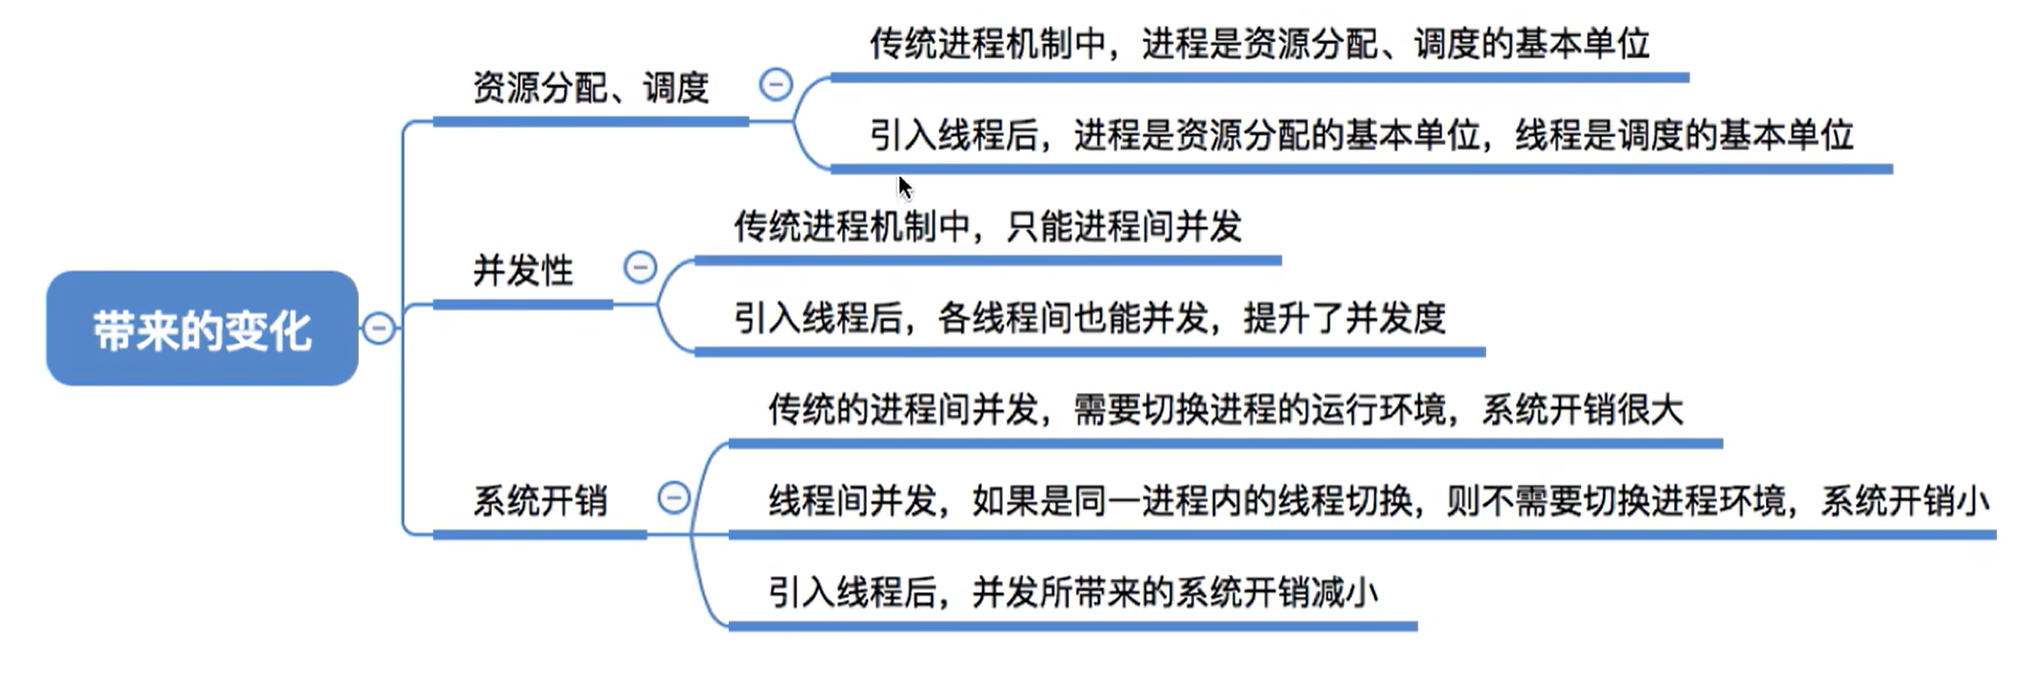 带来的变化
资源分配、调度
传统进程机制中，进程是资源分配、调度的基本单位
引入线程后，进程是资源分配的基本单位，线程是调度的基本单位
并发性
传统进程机制中，只能进程间并发
引入线程后，各线程间也能并发，提升了并发度
系统开销
传统的进程间并发，需要切换进程的运行环境，系统开销很大
线程间并发，如果是同一进程内的线程切换，则不需要切换进程环境，系统开销小
引入线程后，并发所带来的系统开销减小